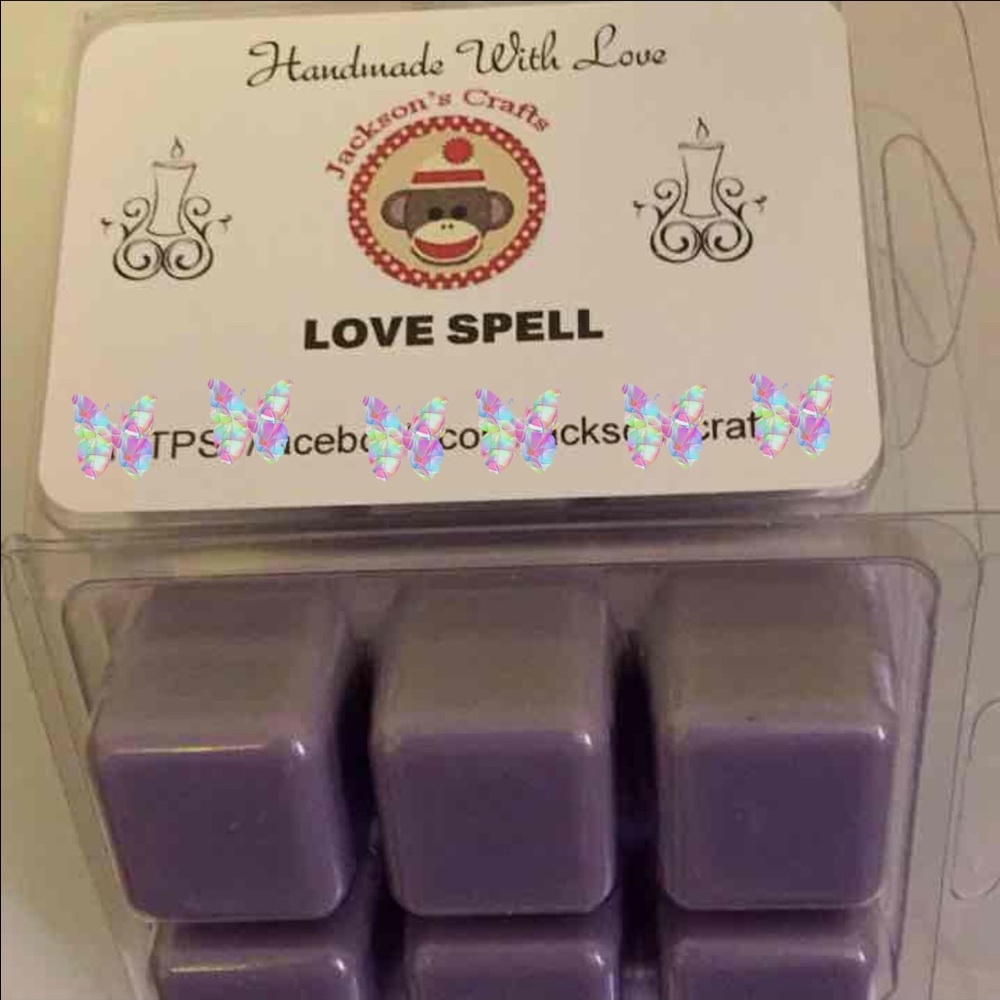 Handmade With Love
Jackson's Crafts
LOVE SPELL